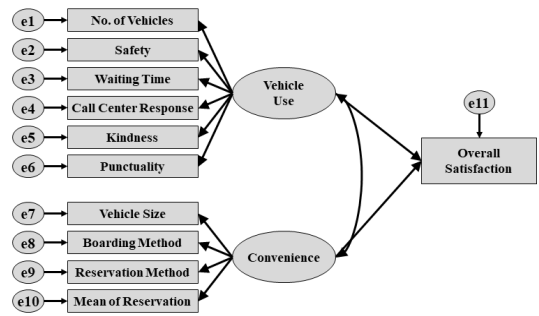 e1
No. of Vehicles
e2
Safety
e3
Waiting Time
e4
Call Center Response
e5
Kindness
e6
Punctuality
Vehicle
Use
e11
Overall
Satisfaction
e7
Vehicle Size
e8
Boarding Method
e9
Reservation Method
e10
Mean of Reservation
Convenience